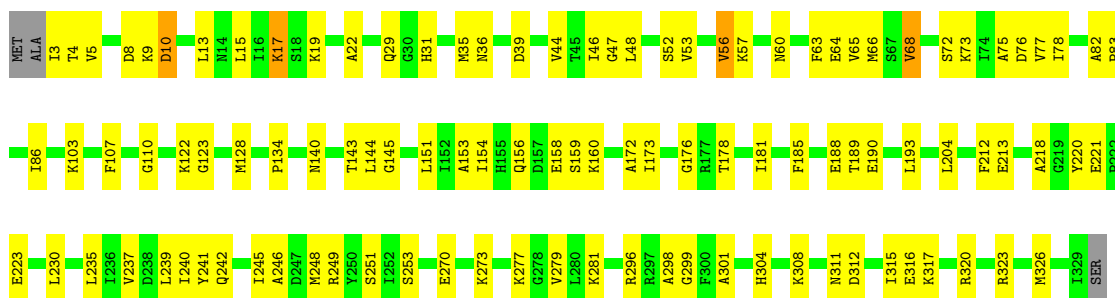 MET ALA I3 T4 V5 D8 K9 D10 L13 N14 L15 I16 K17 S18 K19 A22 Q29 G30 H31 M35 N36 D39 V44 T45 I46 G47 L48 S52 V53 V56 K57 N60 F63 E64 V65 M66 S67 V68 S72 K73 I74 A75 D76 V77 I78 A82
I86 K103 F107 G110 K122 G123 M128 P134 N140 T143 L144 G145 L151 I152 A153 I154 H155 Q156 D157 E158 S159 K160 A172 I173 G176 R177 T178 I181 F185 E188 T189 E190 L193 L204 F212 E213 A218 G219 Y220 E221
E223 L230 L235 I236 V237 D238 L239 I240 Y241 Q242 I245 A246 D247 M248 R249 Y250 S251 I252 S253 E270 K273 K277 G278 V279 L280 K281 R296 R297 A298 G299 F300 A301 H304 K308 N311 D312 I315 E316 K317 R320 R323 M326 I329 SER